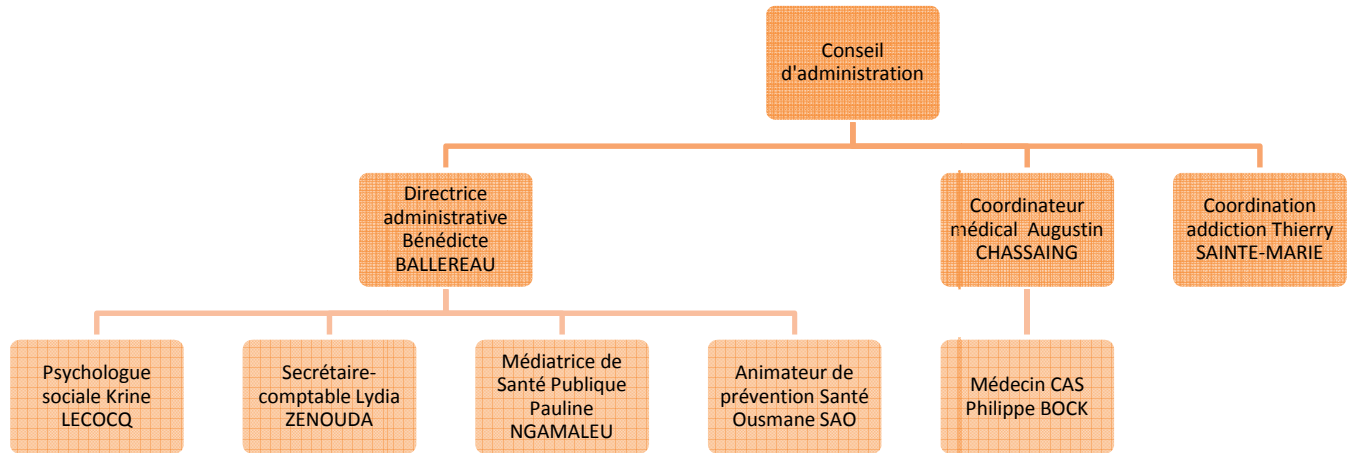 Conseil
d'administration
Directrice
administrative
Bénédicte
BALLEREAU
Coordinateur
médical Augustin
CHASSAING
Coordination
addiction Thierry
SAINTE-MARIE
Psychologue
sociale Krine
LECOCQ
Secrétaire-
comptable Lydia
ZENOUDA
Médiatrice de
Santé Publique
Pauline
NGAMALEU
Animateur de
prévention Santé
Ousmane SAO
Médecin CAS
Philippe BOCK